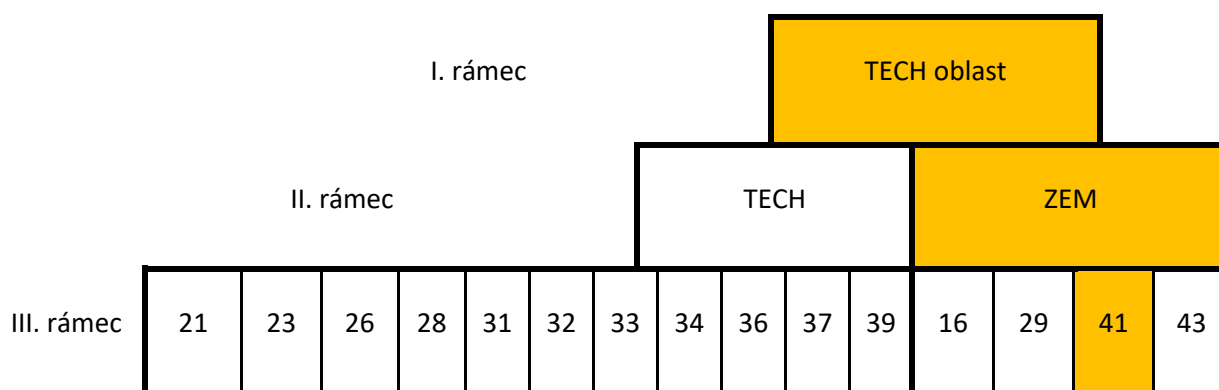 I. rámec TECH oblast
II. rámec TECH ZEM
III. rámec 21 23 26 28 31 32 33 34 36 37 39 16 29 41 43